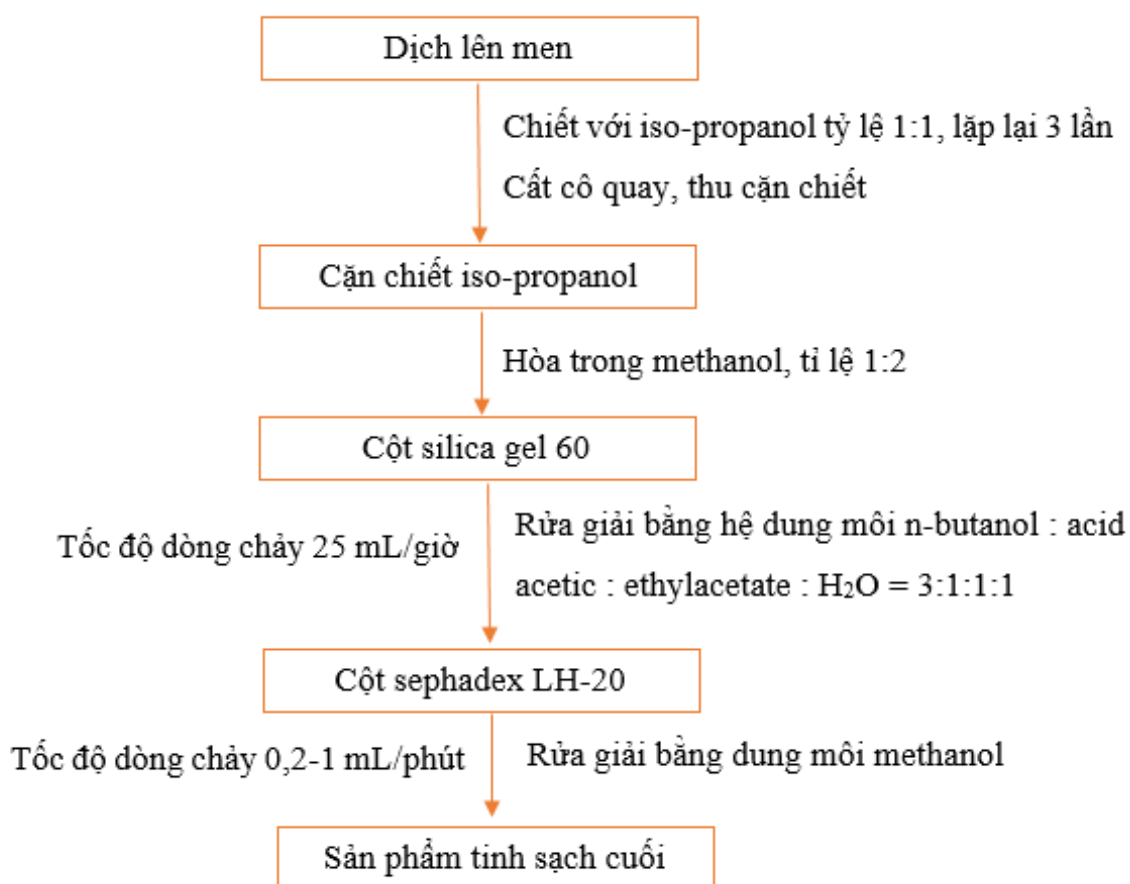 Dịch lên men
Chiết với iso-propanol tỷ lệ 1:1, lặp lại 3 lần
Cất cô quay, thu cặn chiết
Cặn chiết iso-propanol
Hòa trong methanol, tỉ lệ 1:2
Cột silica gel 60
Tốc độ dòng chảy 25 mL/giờ
Rửa giải bằng hệ dung môi n-butanol : acid
acetic : ethylacetate : H₂O = 3:1:1:1
Cột sephadex LH-20
Tốc độ dòng chảy 0,2-1 mL/phút
Rửa giải bằng dung môi methanol
Sản phẩm tinh sạch cuối